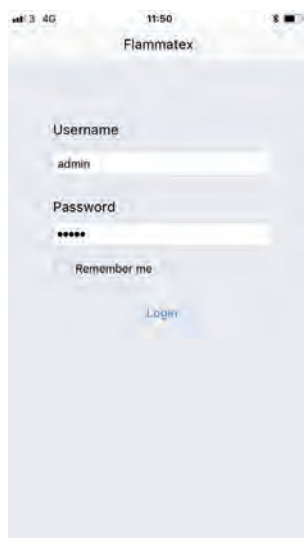 3 4G 11:50
Flammatex
Username
admin
Password
•••••
Remember me
Login